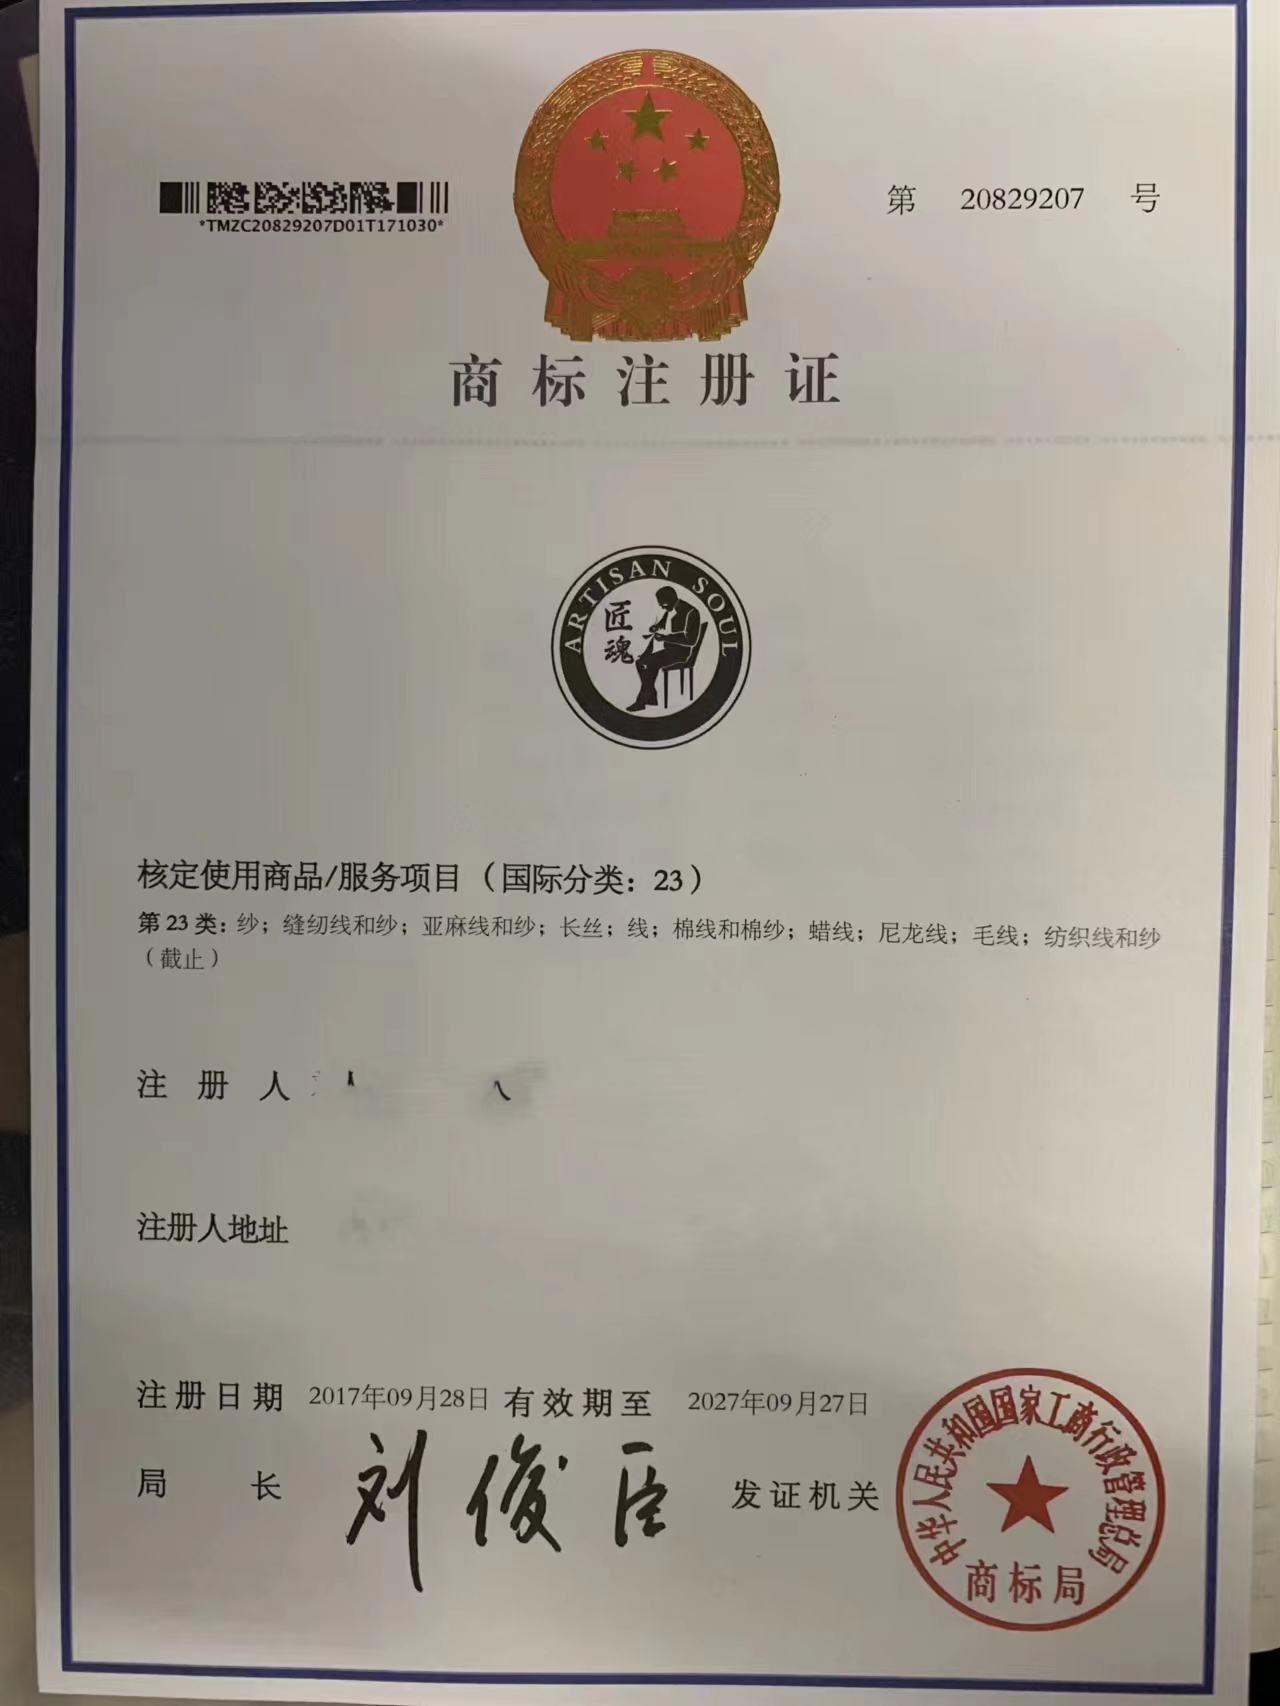 *TMZC20829207D01T171030*
第 20829207 号
商标注册证
ARTISAN SOUL
匠魂
核定使用商品/服务项目（国际分类：23）
第 23 类：纱；缝纫线和纱；亚麻线和纱；长丝；线；棉线和棉纱；蜡线；尼龙线；毛线；纺织线和纱
（截止）
注册人
注册人地址
注册日期 2017年09月28日 有效期至 2027年09月27日
局长 刘俊臣 发证机关
中华人民共和国国家工商行政管理总局
商标局